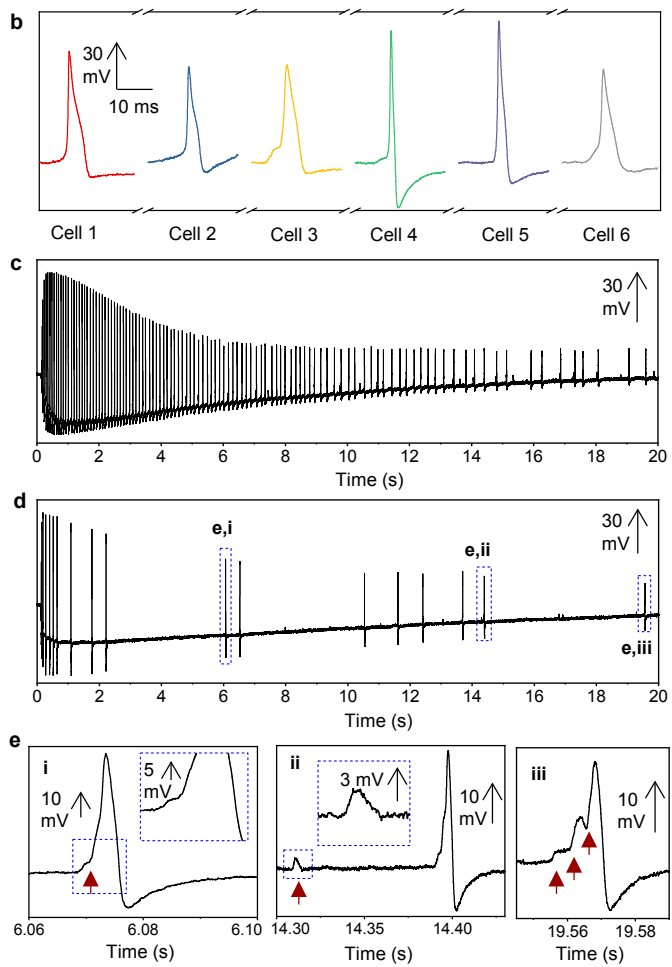 b
30
mV
10 ms
Cell 1 Cell 2 Cell 3 Cell 4 Cell 5 Cell 6
c
30
mV
0 2 4 6 8 10 12 14 16 18 20
Time (s)
d
e,i
e,ii
30
mV
e,iii
0 2 4 6 8 10 12 14 16 18 20
Time (s)
e
i
10
mV
5
mV
6.06 6.08 6.10
Time (s)
ii
3 mV
10
mV
14.30 14.35 14.40
Time (s)
iii
10
mV
19.56 19.58
Time (s)